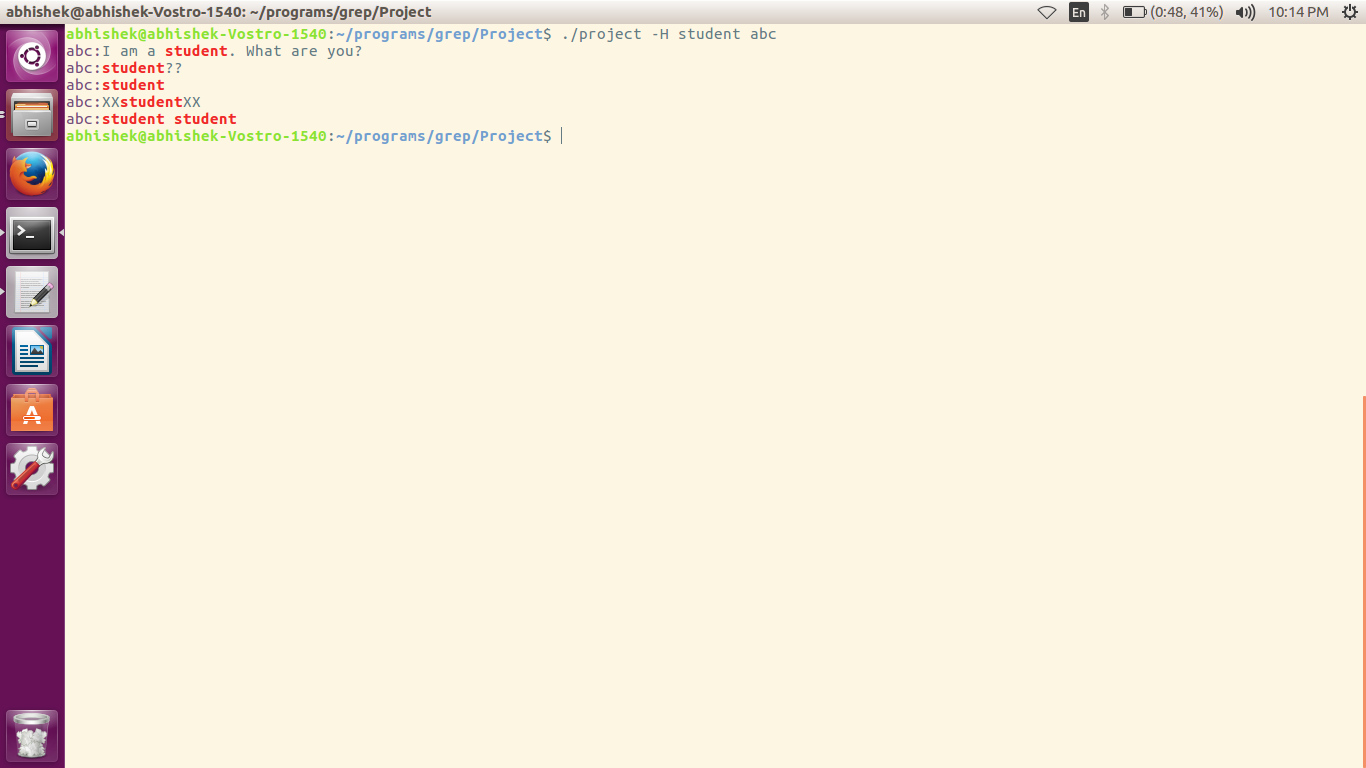 abhishek@abhishek-Vostro-1540: ~/programs/grep/Project
En
(0:48, 41%)
10:14 PM
abhishek@abhishek-Vostro-1540:~/programs/grep/Project$ ./project -H student abc
abc:I am a student. What are you?
abc:student??
abc:student
abc:XXstudentXX
abc:student student
abhishek@abhishek-Vostro-1540:~/programs/grep/Project$